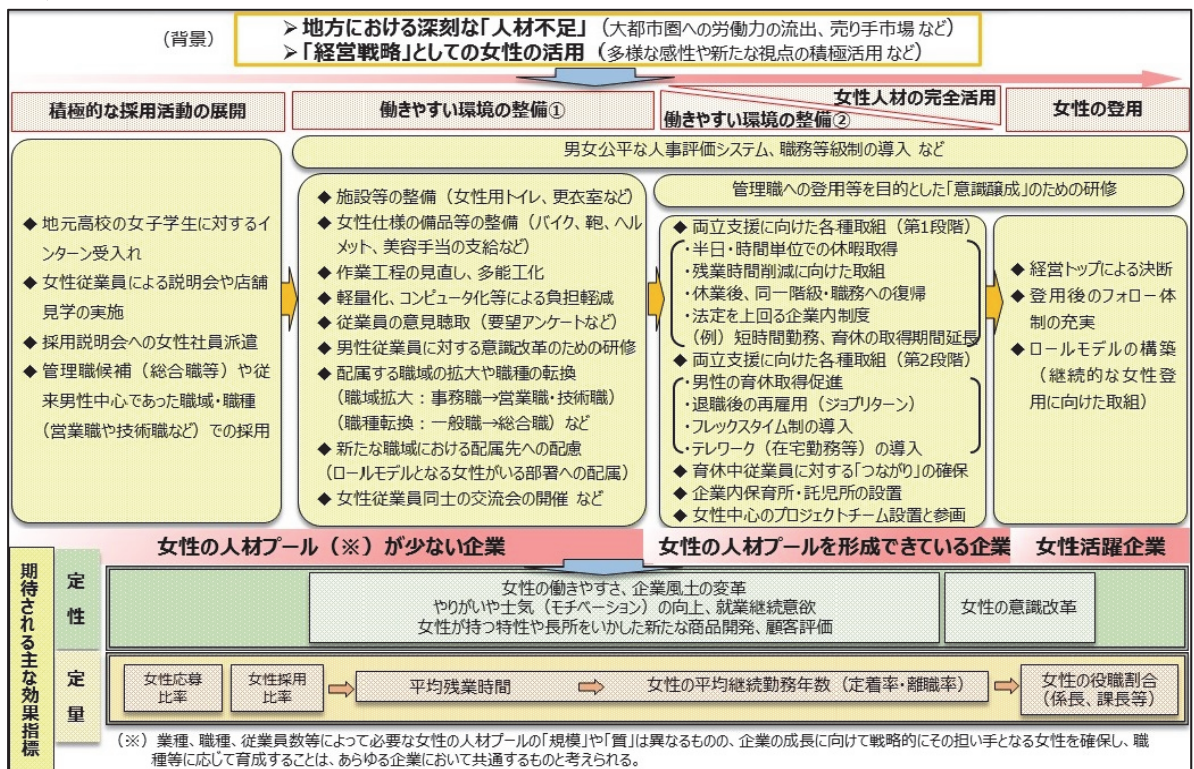 (背景)
➢地方における深刻な「人材不足」(大都市圏への労働力の流出、売り手市場 など)
➢「経営戦略」としての女性の活用(多様な感性や新たな視点の積極活用 など)
積極的な採用活動の展開
働きやすい環境の整備①
女性人材の完全活用
働きやすい環境の整備②
女性の登用
男女公平な人事評価システム、職務等級制の導入 など
管理職への登用等を目的とした「意識醸成」のための研修
◆ 地元高校の女子学生に対するイ
ンターン受入れ
◆ 女性従業員による説明会や店舗
見学の実施
◆ 採用説明会への女性社員派遣
◆ 管理職候補(総合職等)や従
来男性中心であった職域・職種
(営業職や技術職など)での採用
◆ 施設等の整備(女性用トイレ、更衣室など)
◆ 女性仕様の備品等の整備(バイク、鞄、ヘル
メット、美容手当の支給など)
◆ 作業工程の見直し、多能工化
◆ 軽量化、コンピュータ化等による負担軽減
◆ 従業員の意見聴取(要望アンケートなど)
◆ 男性従業員に対する意識改革のための研修
◆ 配属する職域の拡大や職種の転換
(職域拡大:事務職→営業職・技術職)
(職種転換:一般職→総合職)など
◆ 新たな職域における配属先への配慮
(ロールモデルとなる女性がいる部署への配属)
◆ 女性従業員同士の交流会の開催 など
◆ 両立支援に向けた各種取組(第1段階)
・半日・時間単位での休暇取得
・残業時間削減に向けた取組
・休業後、同一階級・職務への復帰
・法定を上回る企業内制度
(例)短時間勤務、育休の取得期間延長
◆ 両立支援に向けた各種取組(第2段階)
・男性の育休取得促進
・退職後の再雇用(ジョブリターン)
・フレックスタイム制の導入
・テレワーク(在宅勤務等)の導入
◆ 育休中従業員に対する「つながり」の確保
◆ 企業内保育所・託児所の設置
◆ 女性中心のプロジェクトチーム設置と参画
◆ 経営トップによる決断
◆ 登用後のフォロー体
制の充実
◆ ロールモデルの構築
(継続的な女性登
用に向けた取組)
女性の人材プール(※)が少ない企業
女性の人材プールを形成できている企業
女性活躍企業
期待される主な効果指標
定性
女性の働きやすさ、企業風土の変革
やりがいや士気(モチベーション)の向上、就業継続意欲
女性が持つ特性や長所をいかした新たな商品開発、顧客評価
女性の意識改革
定量
女性応募
比率
女性採用
比率
平均残業時間
女性の平均継続勤務年数(定着率・離職率)
女性の役職割合
(係長、課長等)
(※)業種、職種、従業員数等によって必要な女性の人材プールの「規模」や「質」は異なるものの、企業の成長に向けて戦略的にその担い手となる女性を確保し、職
種等に応じて育成することは、あらゆる企業において共通するものと考えられる。